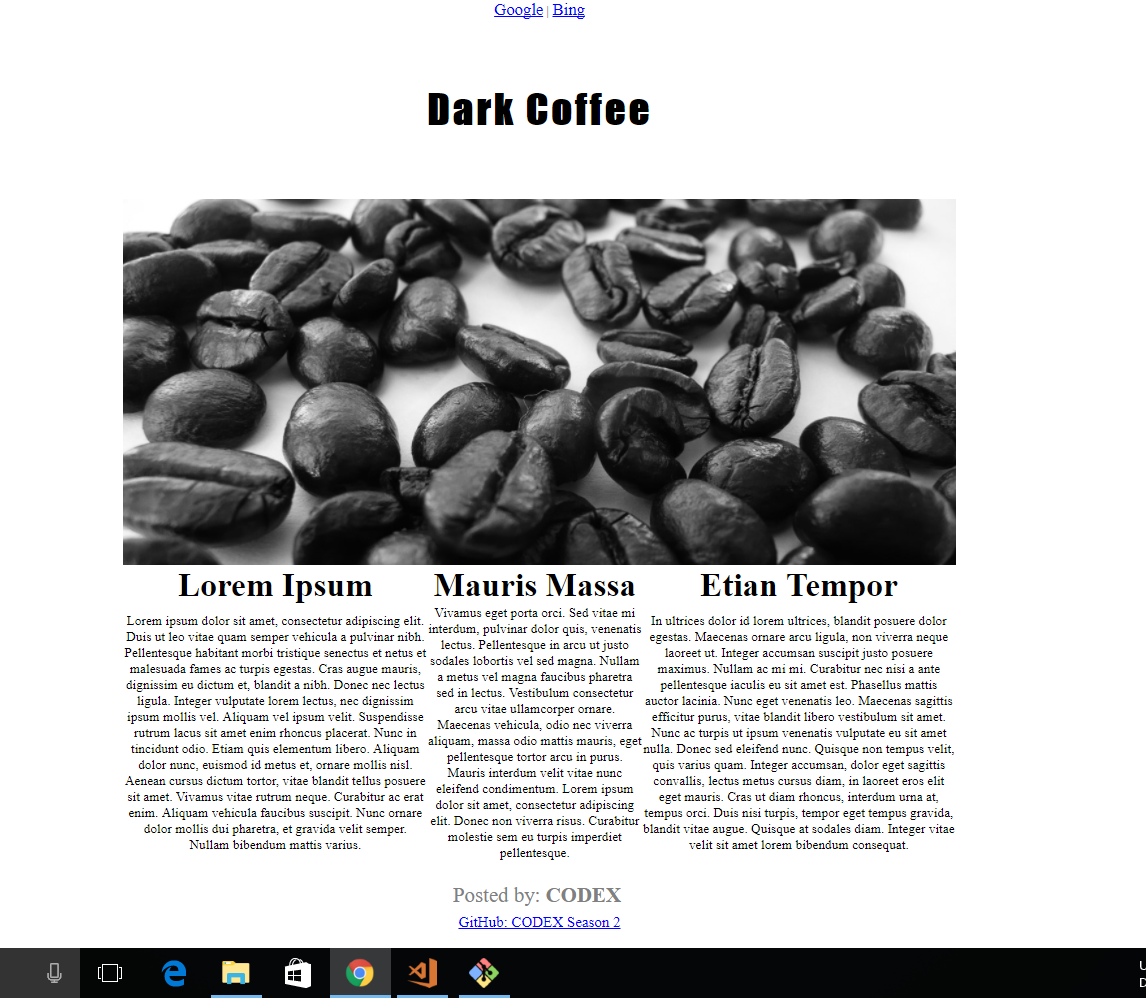 Google | Bing
Dark Coffee
Lorem Ipsum
Lorem ipsum dolor sit amet, consectetur adipiscing elit.
Duis ut leo vitae quam semper vehicula a pulvinar nibh.
Pellentesque habitant morbi tristique senectus et netus et
malesuada fames ac turpis egestas. Cras augue mauris,
dignissim eu dictum et, blandit a nibh. Donec nec lectus
ligula. Integer vulputate lorem lectus, nec dignissim
ipsum mollis vel. Aliquam vel ipsum velit. Suspendisse
rutrum lacus sit amet enim rhoncus placerat. Nunc in
tincidunt odio. Etiam quis elementum libero. Aliquam
dolor nunc, euismod id metus et, ornare mollis nisl.
Aenean cursus dictum tortor, vitae blandit tellus posuere
sit amet. Vivamus vitae rutrum neque. Curabitur ac erat
enim. Aliquam vehicula faucibus suscipit. Nunc ornare
dolor mollis dui pharetra, et gravida velit semper.
Nullam bibendum mattis varius.
Mauris Massa
Vivamus eget porta orci. Sed vitae mi
interdum, pulvinar dolor quis, venenatis
lectus. Pellentesque in arcu ut justo
sodales lobortis vel sed magna. Nullam
a metus vel magna faucibus pharetra
sed in lectus. Vestibulum consectetur
arcu vitae ullamcorper ornare.
Maecenas vehicula, odio nec viverra
aliquam, massa odio mattis mauris, eget
pellentesque tortor arcu in purus.
Mauris interdum velit vitae nunc
eleifend condimentum. Lorem ipsum
dolor sit amet, consectetur adipiscing
elit. Donec non viverra risus. Curabitur
molestie sem eu turpis imperdiet
pellentesque.
Etian Tempor
In ultrices dolor id lorem ultrices, blandit posuere dolor
egestas. Maecenas ornare arcu ligula, non viverra neque
laoreet ut. Integer accumsan suscipit justo posuere
maximus. Nullam ac mi mi. Curabitur nec nisi a ante
pellentesque iaculis eu sit amet est. Phasellus mattis
auctor lacinia. Nunc eget venenatis leo. Maecenas sagittis
efficitur purus, vitae blandit libero vestibulum sit amet.
Nunc ac turpis ut ipsum venenatis vulputate eu sit amet
nulla. Donec sed eleifend nunc. Quisque non tempus velit,
quis varius quam. Integer accumsan, dolor eget sagittis
convallis, lectus metus cursus diam, in laoreet eros elit
eget mauris. Cras ut diam rhoncus, interdum urna at,
tempus orci. Duis nisi turpis, tempor eget tempus gravida,
blandit vitae augue. Quisque at sodales diam. Integer vitae
velit sit amet lorem bibendum consequat.
Posted by: CODEX
GitHub: CODEX Season 2